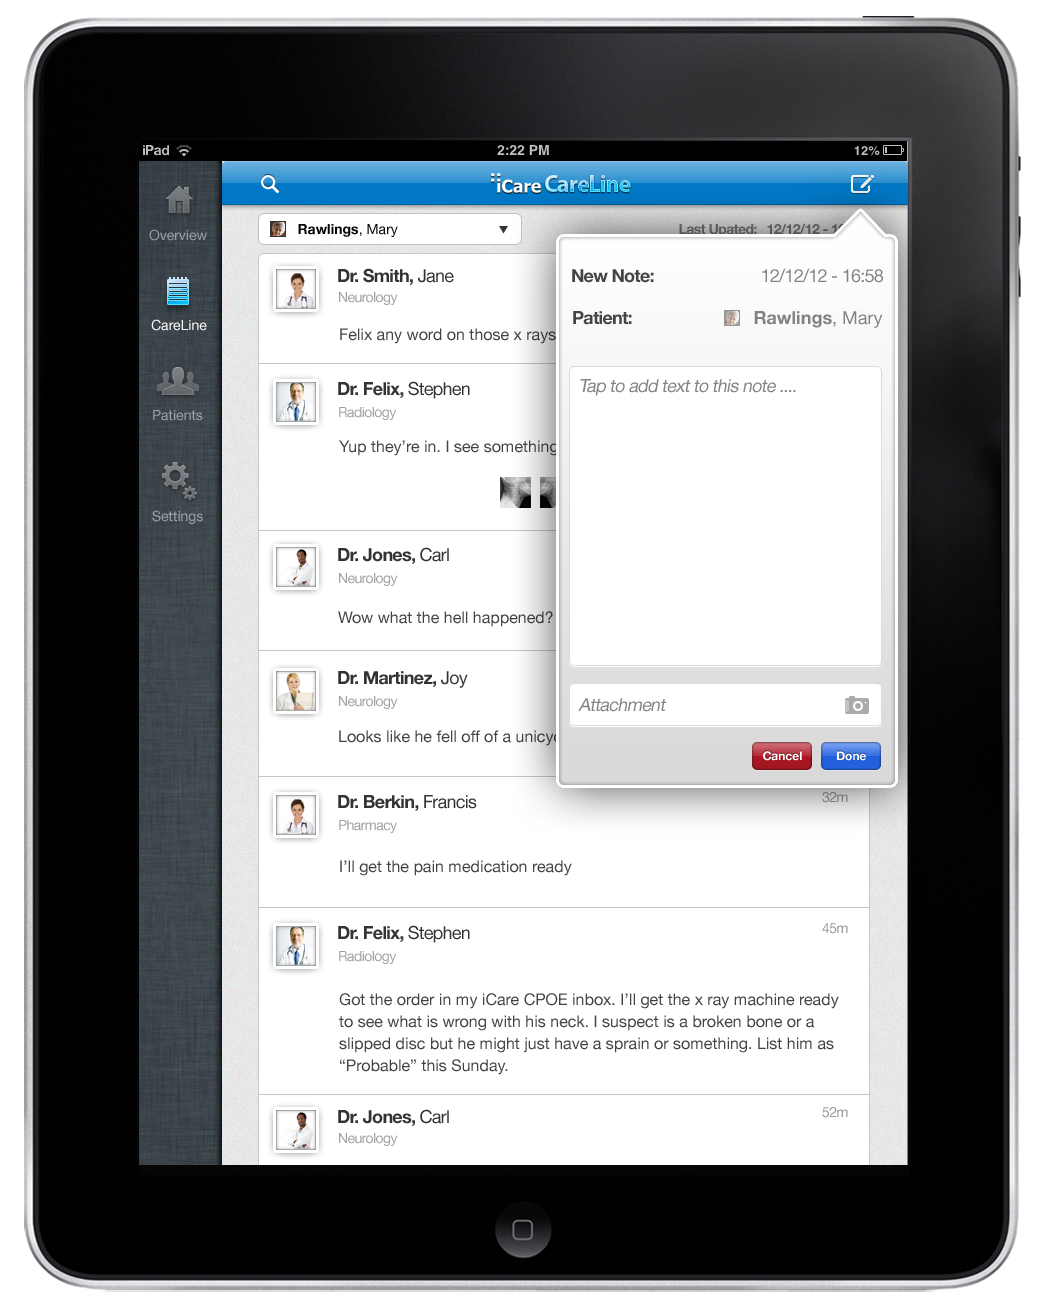 iPad
2:22 PM
12%
iCare CareLine
Overview
CareLine
Patients
Settings
Rawlings, Mary
Last Upated: 12/12/12 - 1
Dr. Smith, Jane
Neurology
Felix any word on those x rays
Dr. Felix, Stephen
Radiology
Yup they're in. I see something
Dr. Jones, Carl
Neurology
Wow what the hell happened?
Dr. Martinez, Joy
Neurology
Looks like he fell off of a unicyc
New Note:
12/12/12 - 16:58
Patient:
Rawlings, Mary
Tap to add text to this note ....
Attachment
Cancel
Done
Dr. Berkin, Francis
32m
Pharmacy
I'll get the pain medication ready
Dr. Felix, Stephen
45m
Radiology
Got the order in my iCare CPOE inbox. I'll get the x ray machine ready
to see what is wrong with his neck. I suspect is a broken bone or a
slipped disc but he might just have a sprain or something. List him as
“Probable” this Sunday.
Dr. Jones, Carl
52m
Neurology